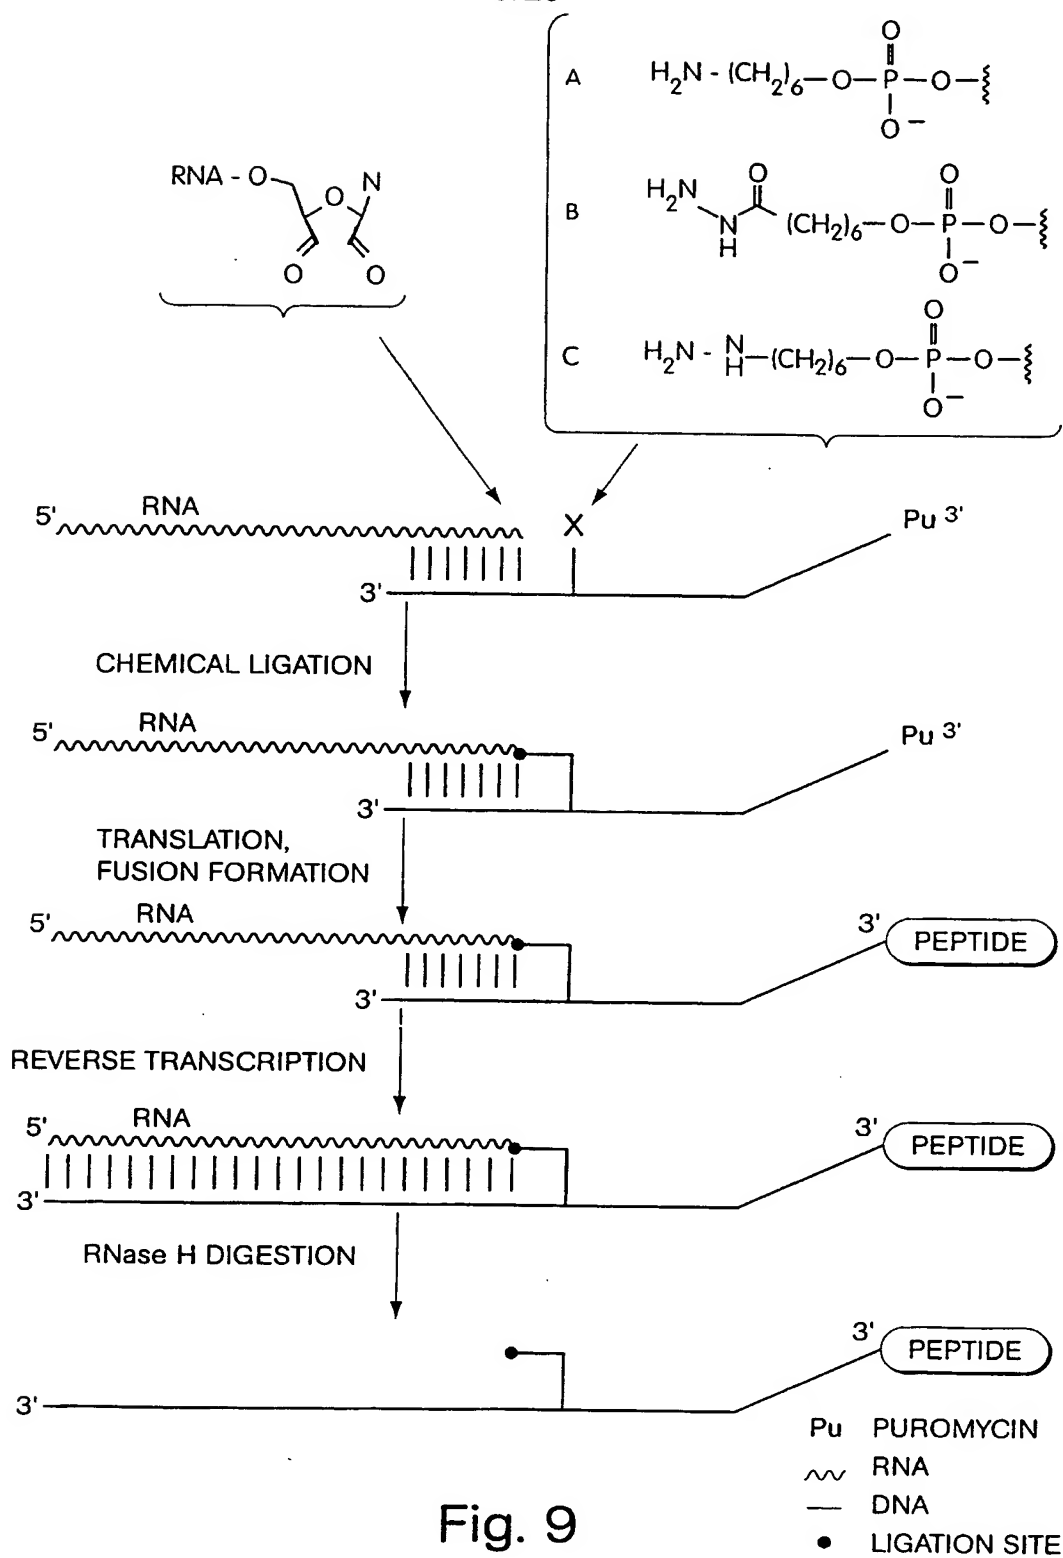 A H₂N - (CH₂)₆—O—P—O—
O
O⁻
RNA - O
O
N
O
O
B H₂N
N
H
O
(CH₂)₆—O—P—O—
O
O⁻
C H₂N - N—(CH₂)₆—O—P—O—
H
O
O⁻
5' RNA
X
Pu 3'
3'
CHEMICAL LIGATION
5' RNA
Pu 3'
3'
TRANSLATION,
FUSION FORMATION
5' RNA
3' PEPTIDE
3'
REVERSE TRANSCRIPTION
5' RNA
3' PEPTIDE
3'
RNase H DIGESTION
3' PEPTIDE
3'
Pu PUROMYCIN
RNA
DNA
LIGATION SITE
Fig. 9